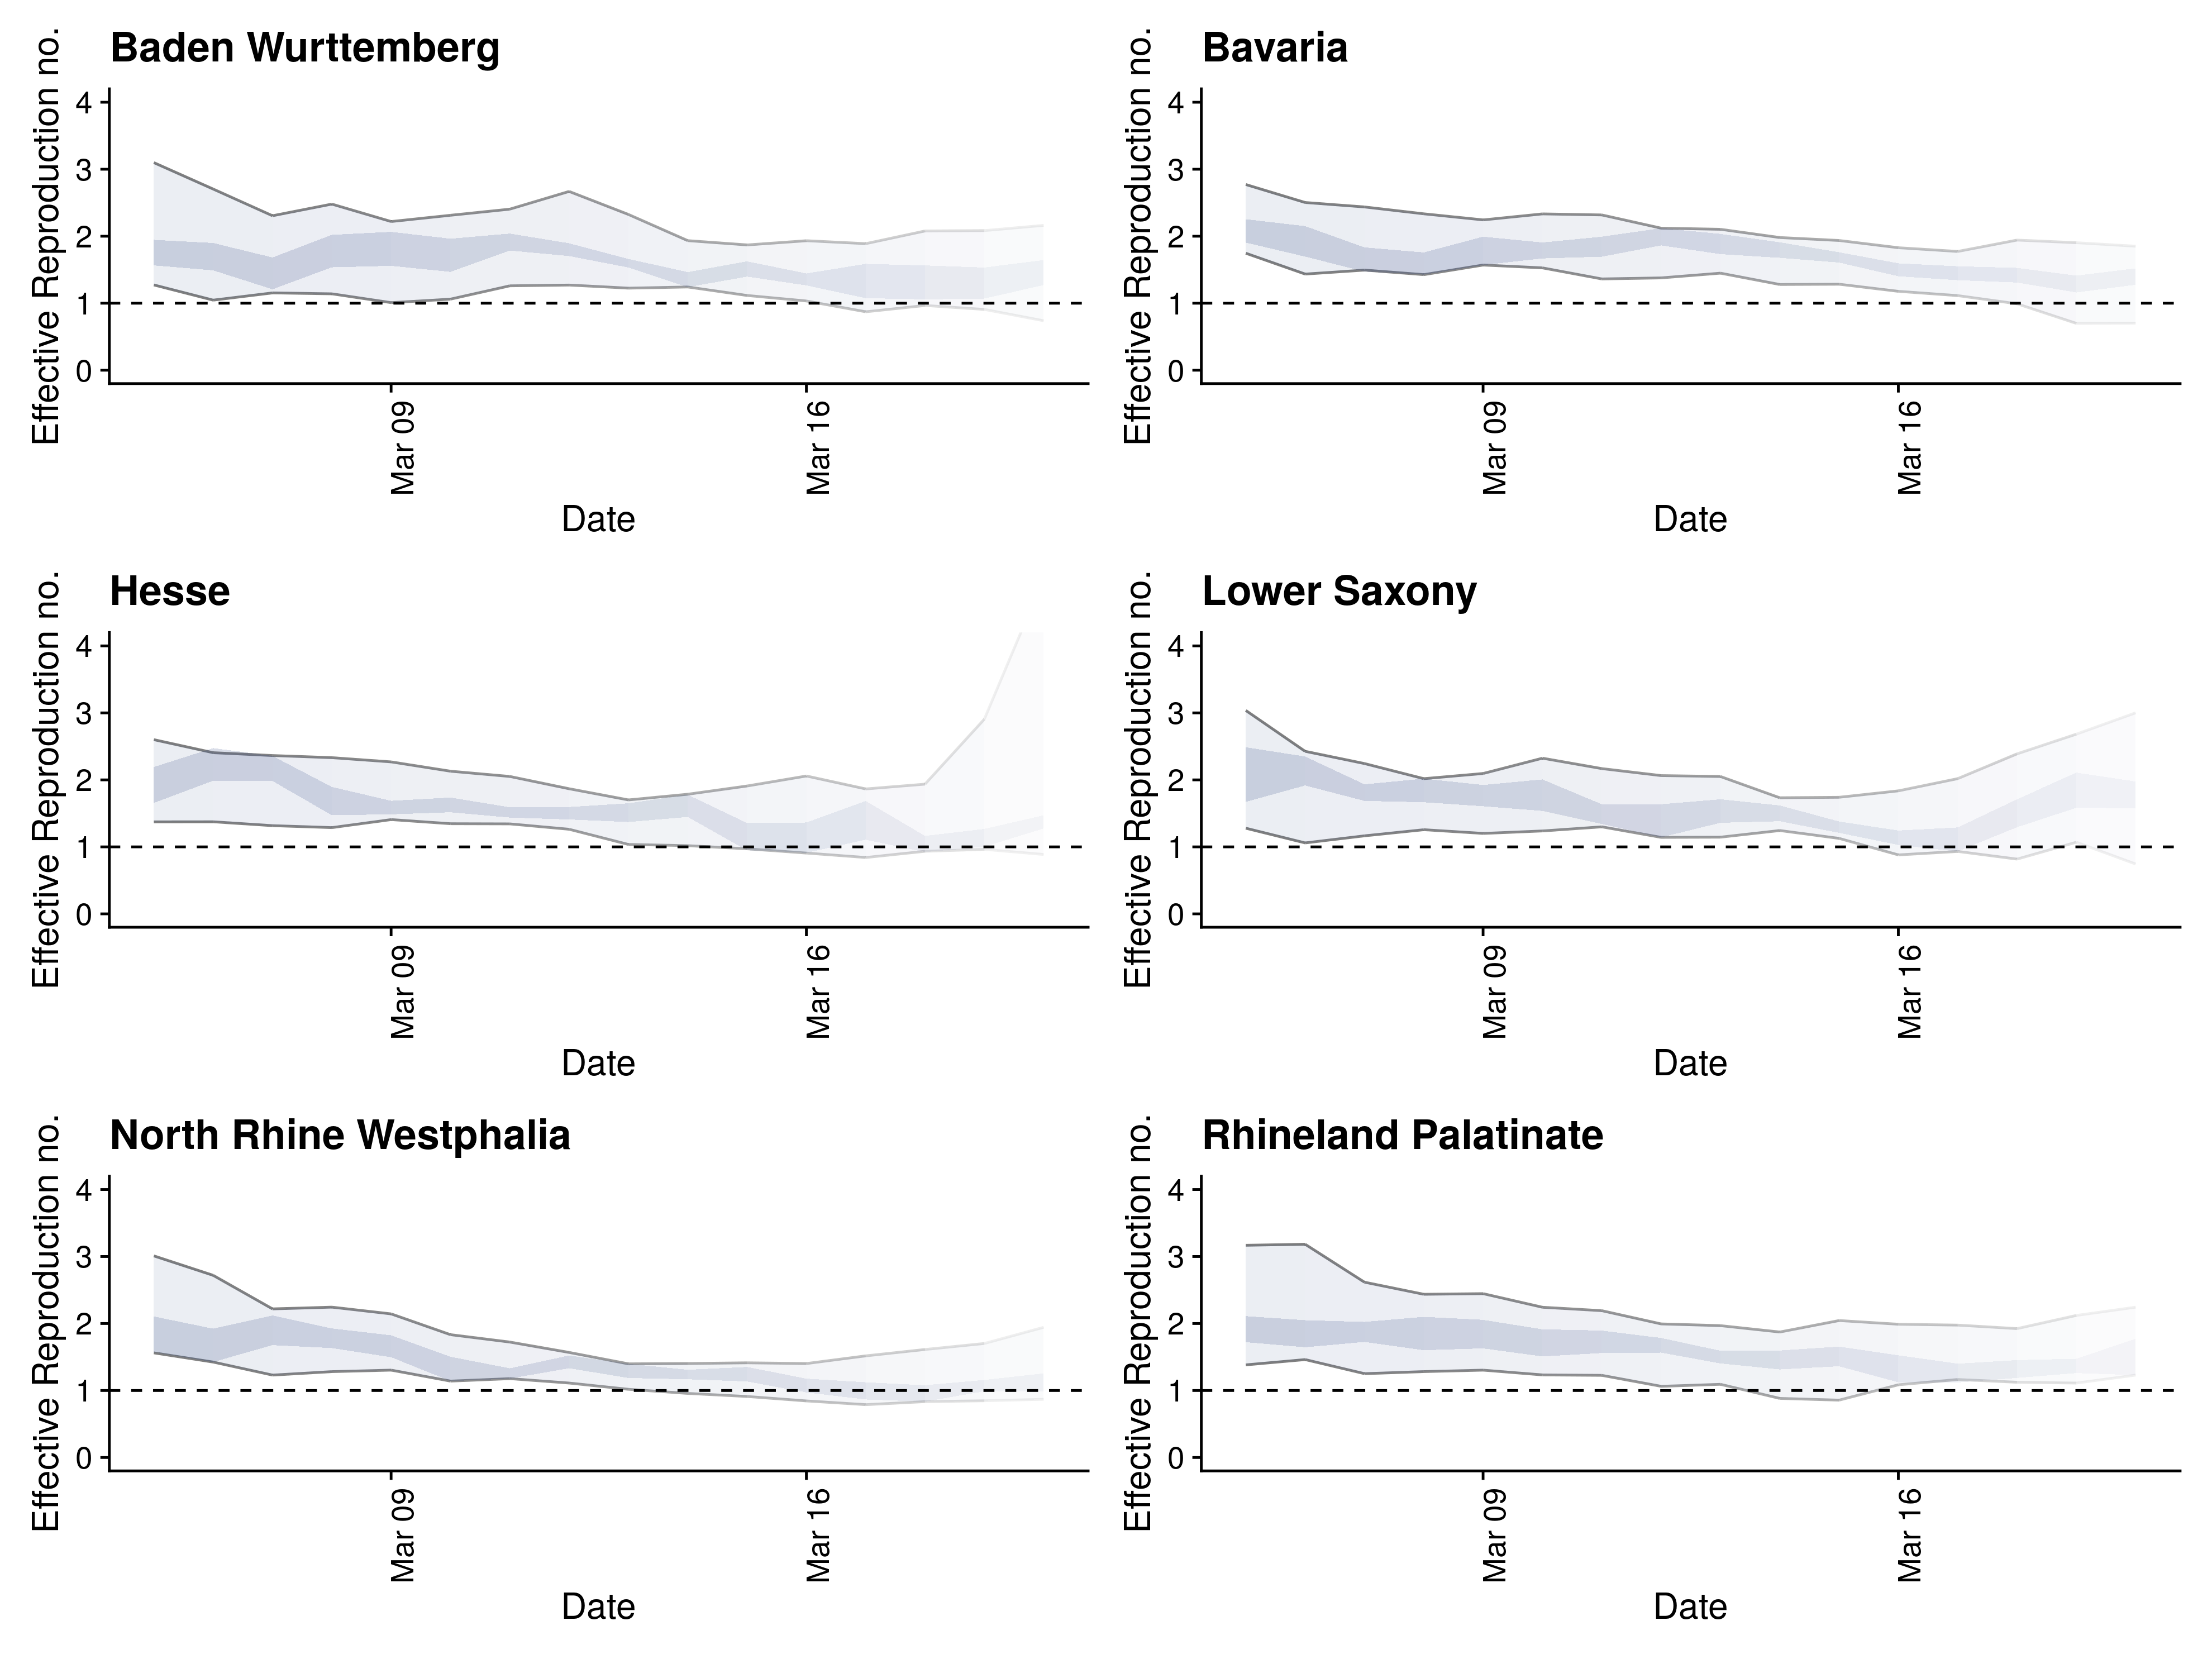 Baden Wurttemberg
Effective Reproduction no.
4
3
2
1
0
Mar 09
Mar 16
Date
Bavaria
Effective Reproduction no.
4
3
2
1
0
Mar 09
Mar 16
Date
Hesse
Effective Reproduction no.
4
3
2
1
0
Mar 09
Mar 16
Date
Lower Saxony
Effective Reproduction no.
4
3
2
1
0
Mar 09
Mar 16
Date
North Rhine Westphalia
Effective Reproduction no.
4
3
2
1
0
Mar 09
Mar 16
Date
Rhineland Palatinate
Effective Reproduction no.
4
3
2
1
0
Mar 09
Mar 16
Date